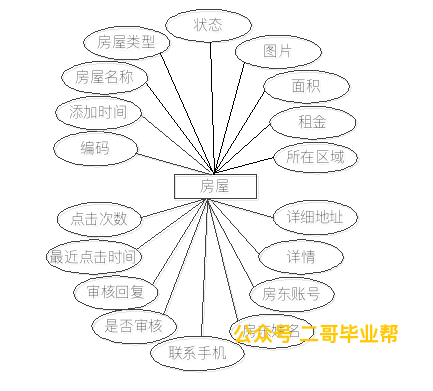 状态
房屋类型
图片
房屋名称
面积
添加时间
租金
编码
所在区域
房屋
点击次数
详细地址
最近点击时间
详情
审核回复
房东账号
是否审核
房东姓名
公众号 二哥毕业帮
联系手机